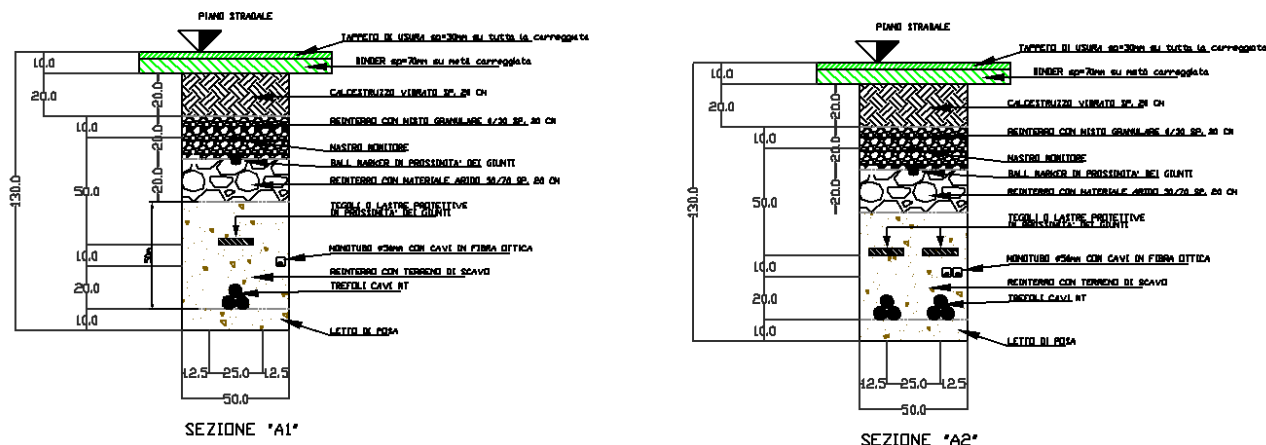 PIANO STRADALE
TAPPETO DI USURA sp=30mm su tutta la carreggiata
BINDER sp=70mm su metà carreggiata
CALCESTRUZZO VIBRATO SP. 20 CM
REINTERRO CON MISTO GRANULARE 0/30 SP. 20 CM
NASTRO MONITORE
BALL MARKER IN PROSSIMITA' DEI GIUNTI
REINTERRO CON MATERIALE ARIDO 50/70 SP. 20 CM
TEGOLI O LASTRE PROTETTIVE
IN PROSSIMITA' DEI GIUNTI
MONOTUBO ø50mm CON CAVI IN FIBRA OTTICA
REINTERRO CON TERRENO DI SCAVO
TREFOLI CAVI MT
LETTO DI POSA
130.0
10.0
20.0
10.0
50.0
10.0
20.0
10.0
20.0
20.0
20.0
12.5
25.0
12.5
50.0
SEZIONE "A1"
PIANO STRADALE
TAPPETO DI USURA sp=30mm su tutta la carreggiata
BINDER sp=70mm su metà carreggiata
CALCESTRUZZO VIBRATO SP. 20 CM
REINTERRO CON MISTO GRANULARE 0/30 SP. 20 CM
NASTRO MONITORE
BALL MARKER IN PROSSIMITA' DEI GIUNTI
REINTERRO CON MATERIALE ARIDO 50/70 SP. 20 CM
TEGOLI O LASTRE PROTETTIVE
IN PROSSIMITA' DEI GIUNTI
MONOTUBO ø50mm CON CAVI IN FIBRA OTTICA
REINTERRO CON TERRENO DI SCAVO
TREFOLI CAVI MT
LETTO DI POSA
130.0
10.0
20.0
10.0
50.0
10.0
20.0
10.0
20.0
20.0
20.0
12.5
25.0
12.5
50.0
SEZIONE "A2"